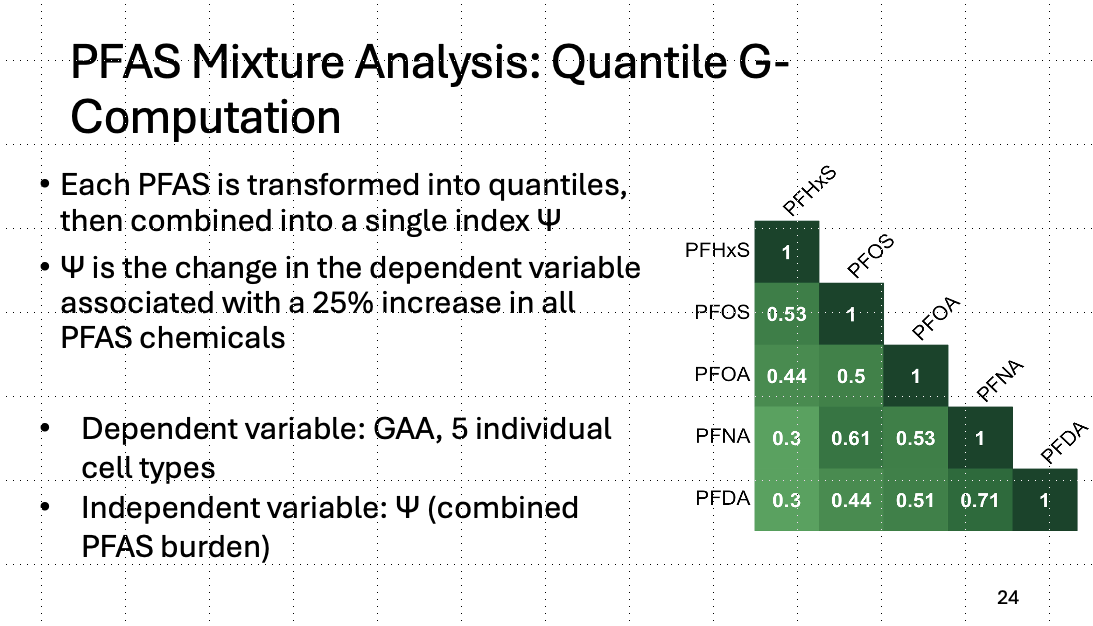 PFAS Mixture Analysis: Quantile G-
Computation
• Each PFAS is transformed into quantiles,
then combined into a single index Ψ
• Ψ is the change in the dependent variable
associated with a 25% increase in all
PFAS chemicals
• Dependent variable: GAA, 5 individual
cell types
• Independent variable: Ψ (combined
PFAS burden)
PFHxS
PFHxS 1 PFOS
PFOS 0.53 1 PFOA
PFOA 0.44 0.5 1 PFNA
PFNA 0.3 0.61 0.53 1 PFDA
PFDA 0.3 0.44 0.51 0.71 1
24